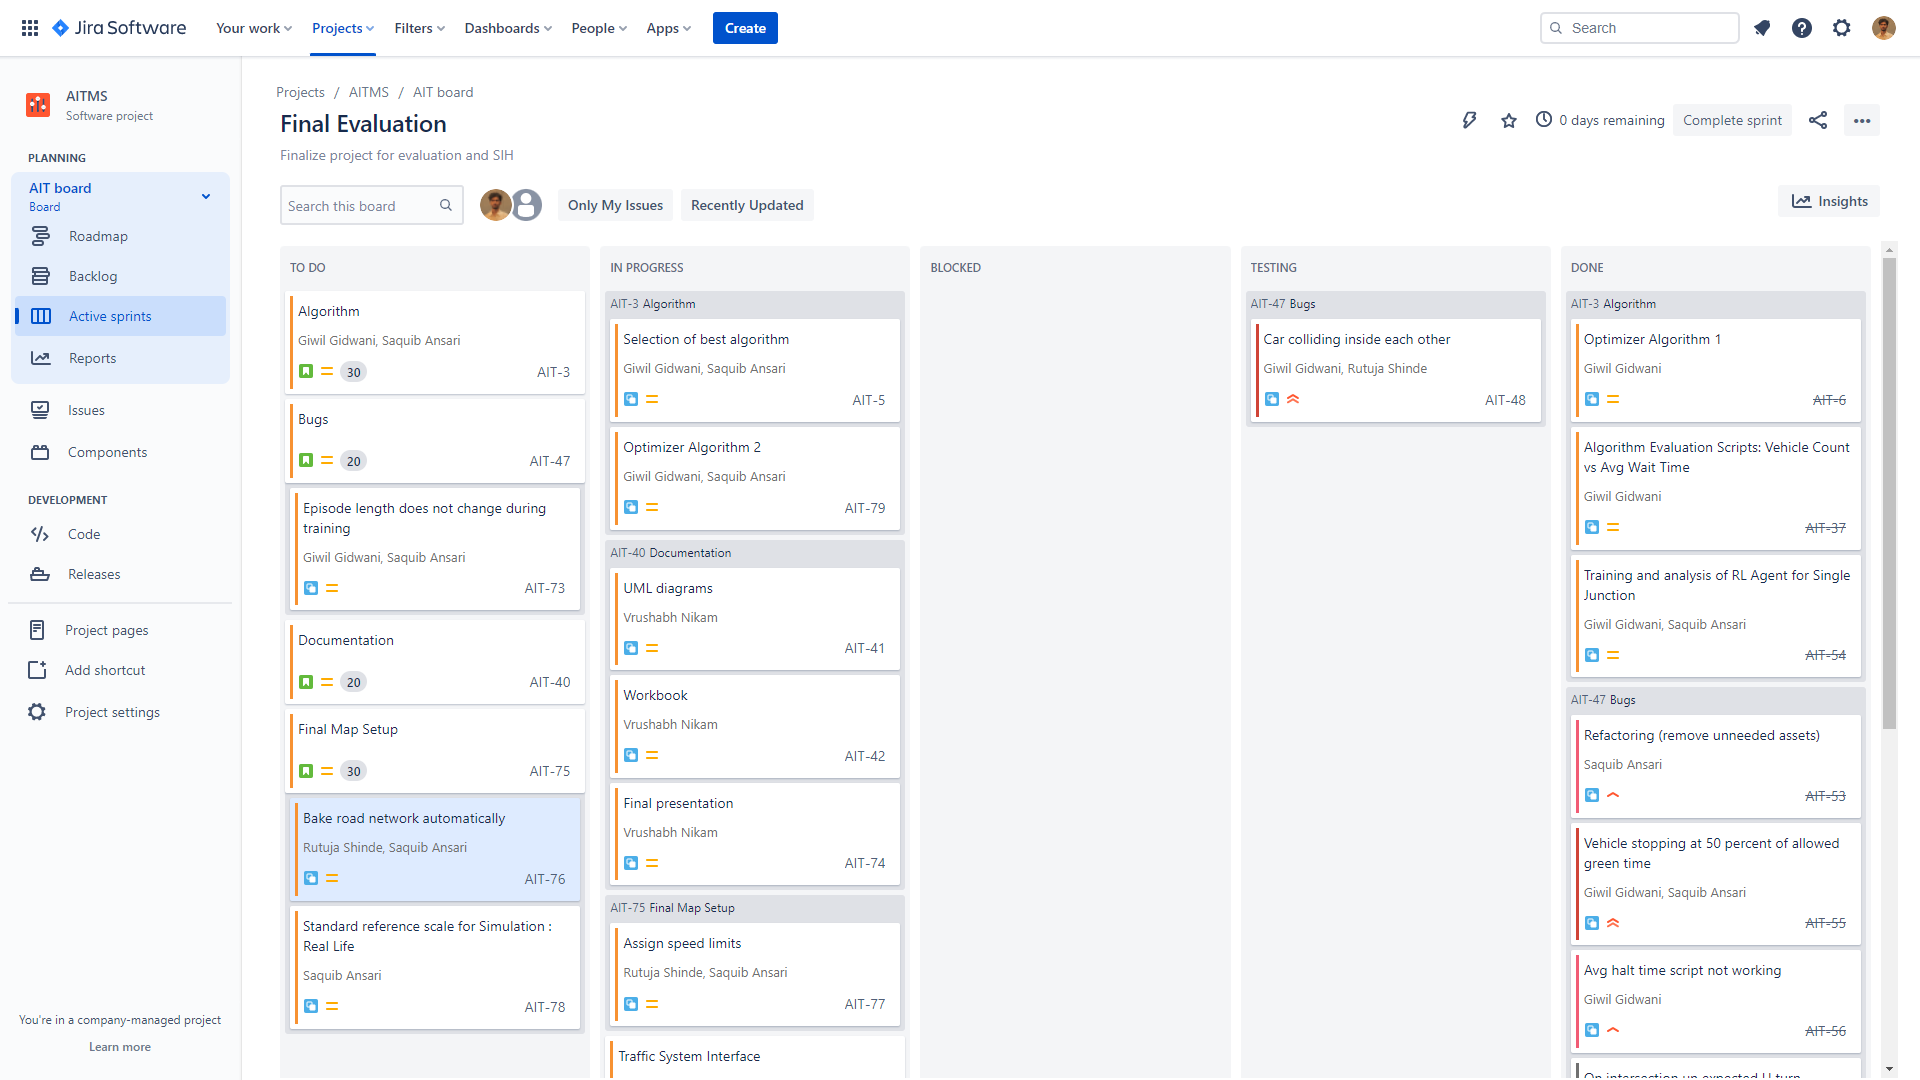 Jira Software
Your work
Projects
Filters
Dashboards
People
Apps
Create
Search
AITMS
Software project
PLANNING
AIT board
Board
Roadmap
Backlog
Active sprints
Reports
Issues
Components
DEVELOPMENT
Code
Releases
Project pages
Add shortcut
Project settings
You're in a company-managed project
Learn more
Projects / AITMS / AIT board
Final Evaluation
Finalize project for evaluation and SIH
0 days remaining
Complete sprint
Search this board
Only My Issues
Recently Updated
Insights
TO DO
Algorithm
Giwil Gidwani, Saquib Ansari
30
AIT-3
Bugs
20
AIT-47
Episode length does not change during
training
Giwil Gidwani, Saquib Ansari
AIT-73
Documentation
20
AIT-40
Final Map Setup
30
AIT-75
Bake road network automatically
Rutuja Shinde, Saquib Ansari
AIT-76
Standard reference scale for Simulation :
Real Life
Saquib Ansari
AIT-78
IN PROGRESS
AIT-3 Algorithm
Selection of best algorithm
Giwil Gidwani, Saquib Ansari
AIT-5
Optimizer Algorithm 2
Giwil Gidwani, Saquib Ansari
AIT-79
AIT-40 Documentation
UML diagrams
Vrushabh Nikam
AIT-41
Workbook
Vrushabh Nikam
AIT-42
Final presentation
Vrushabh Nikam
AIT-74
AIT-75 Final Map Setup
Assign speed limits
Rutuja Shinde, Saquib Ansari
AIT-77
Traffic System Interface
BLOCKED
TESTING
AIT-47 Bugs
Car colliding inside each other
Giwil Gidwani, Rutuja Shinde
AIT-48
DONE
AIT-3 Algorithm
Optimizer Algorithm 1
Giwil Gidwani
AIT-6
Algorithm Evaluation Scripts: Vehicle Count
vs Avg Wait Time
Giwil Gidwani
AIT-37
Training and analysis of RL Agent for Single
Junction
Giwil Gidwani, Saquib Ansari
AIT-54
AIT-47 Bugs
Refactoring (remove unneeded assets)
Saquib Ansari
AIT-53
Vehicle stopping at 50 percent of allowed
green time
Giwil Gidwani, Saquib Ansari
AIT-55
Avg halt time script not working
Giwil Gidwani
AIT-56
On intersection